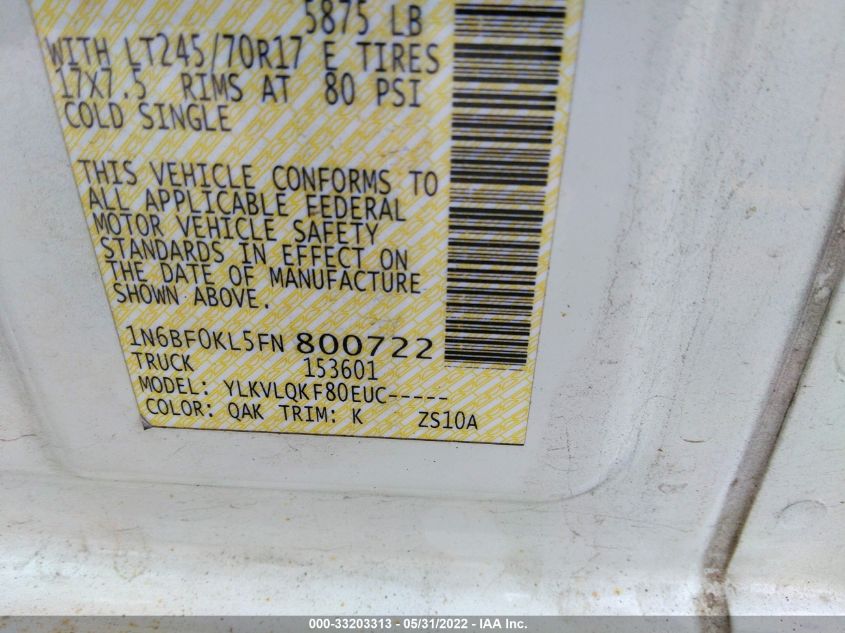 5875 LB
WITH LT245/70R17 E TIRES
17X7.5 RIMS AT 80 PSI
COLD SINGLE
THIS VEHICLE CONFORMS TO
ALL APPLICABLE FEDERAL
MOTOR VEHICLE SAFETY
STANDARDS IN EFFECT ON
THE DATE OF MANUFACTURE
SHOWN ABOVE.
1N6BF0KL5FN 800722
TRUCK 153601
MODEL: YLKVLQKF80EUC-----
COLOR: QAK TRIM: K ZS10A
000-33203313 - 05/31/2022 - IAA Inc.